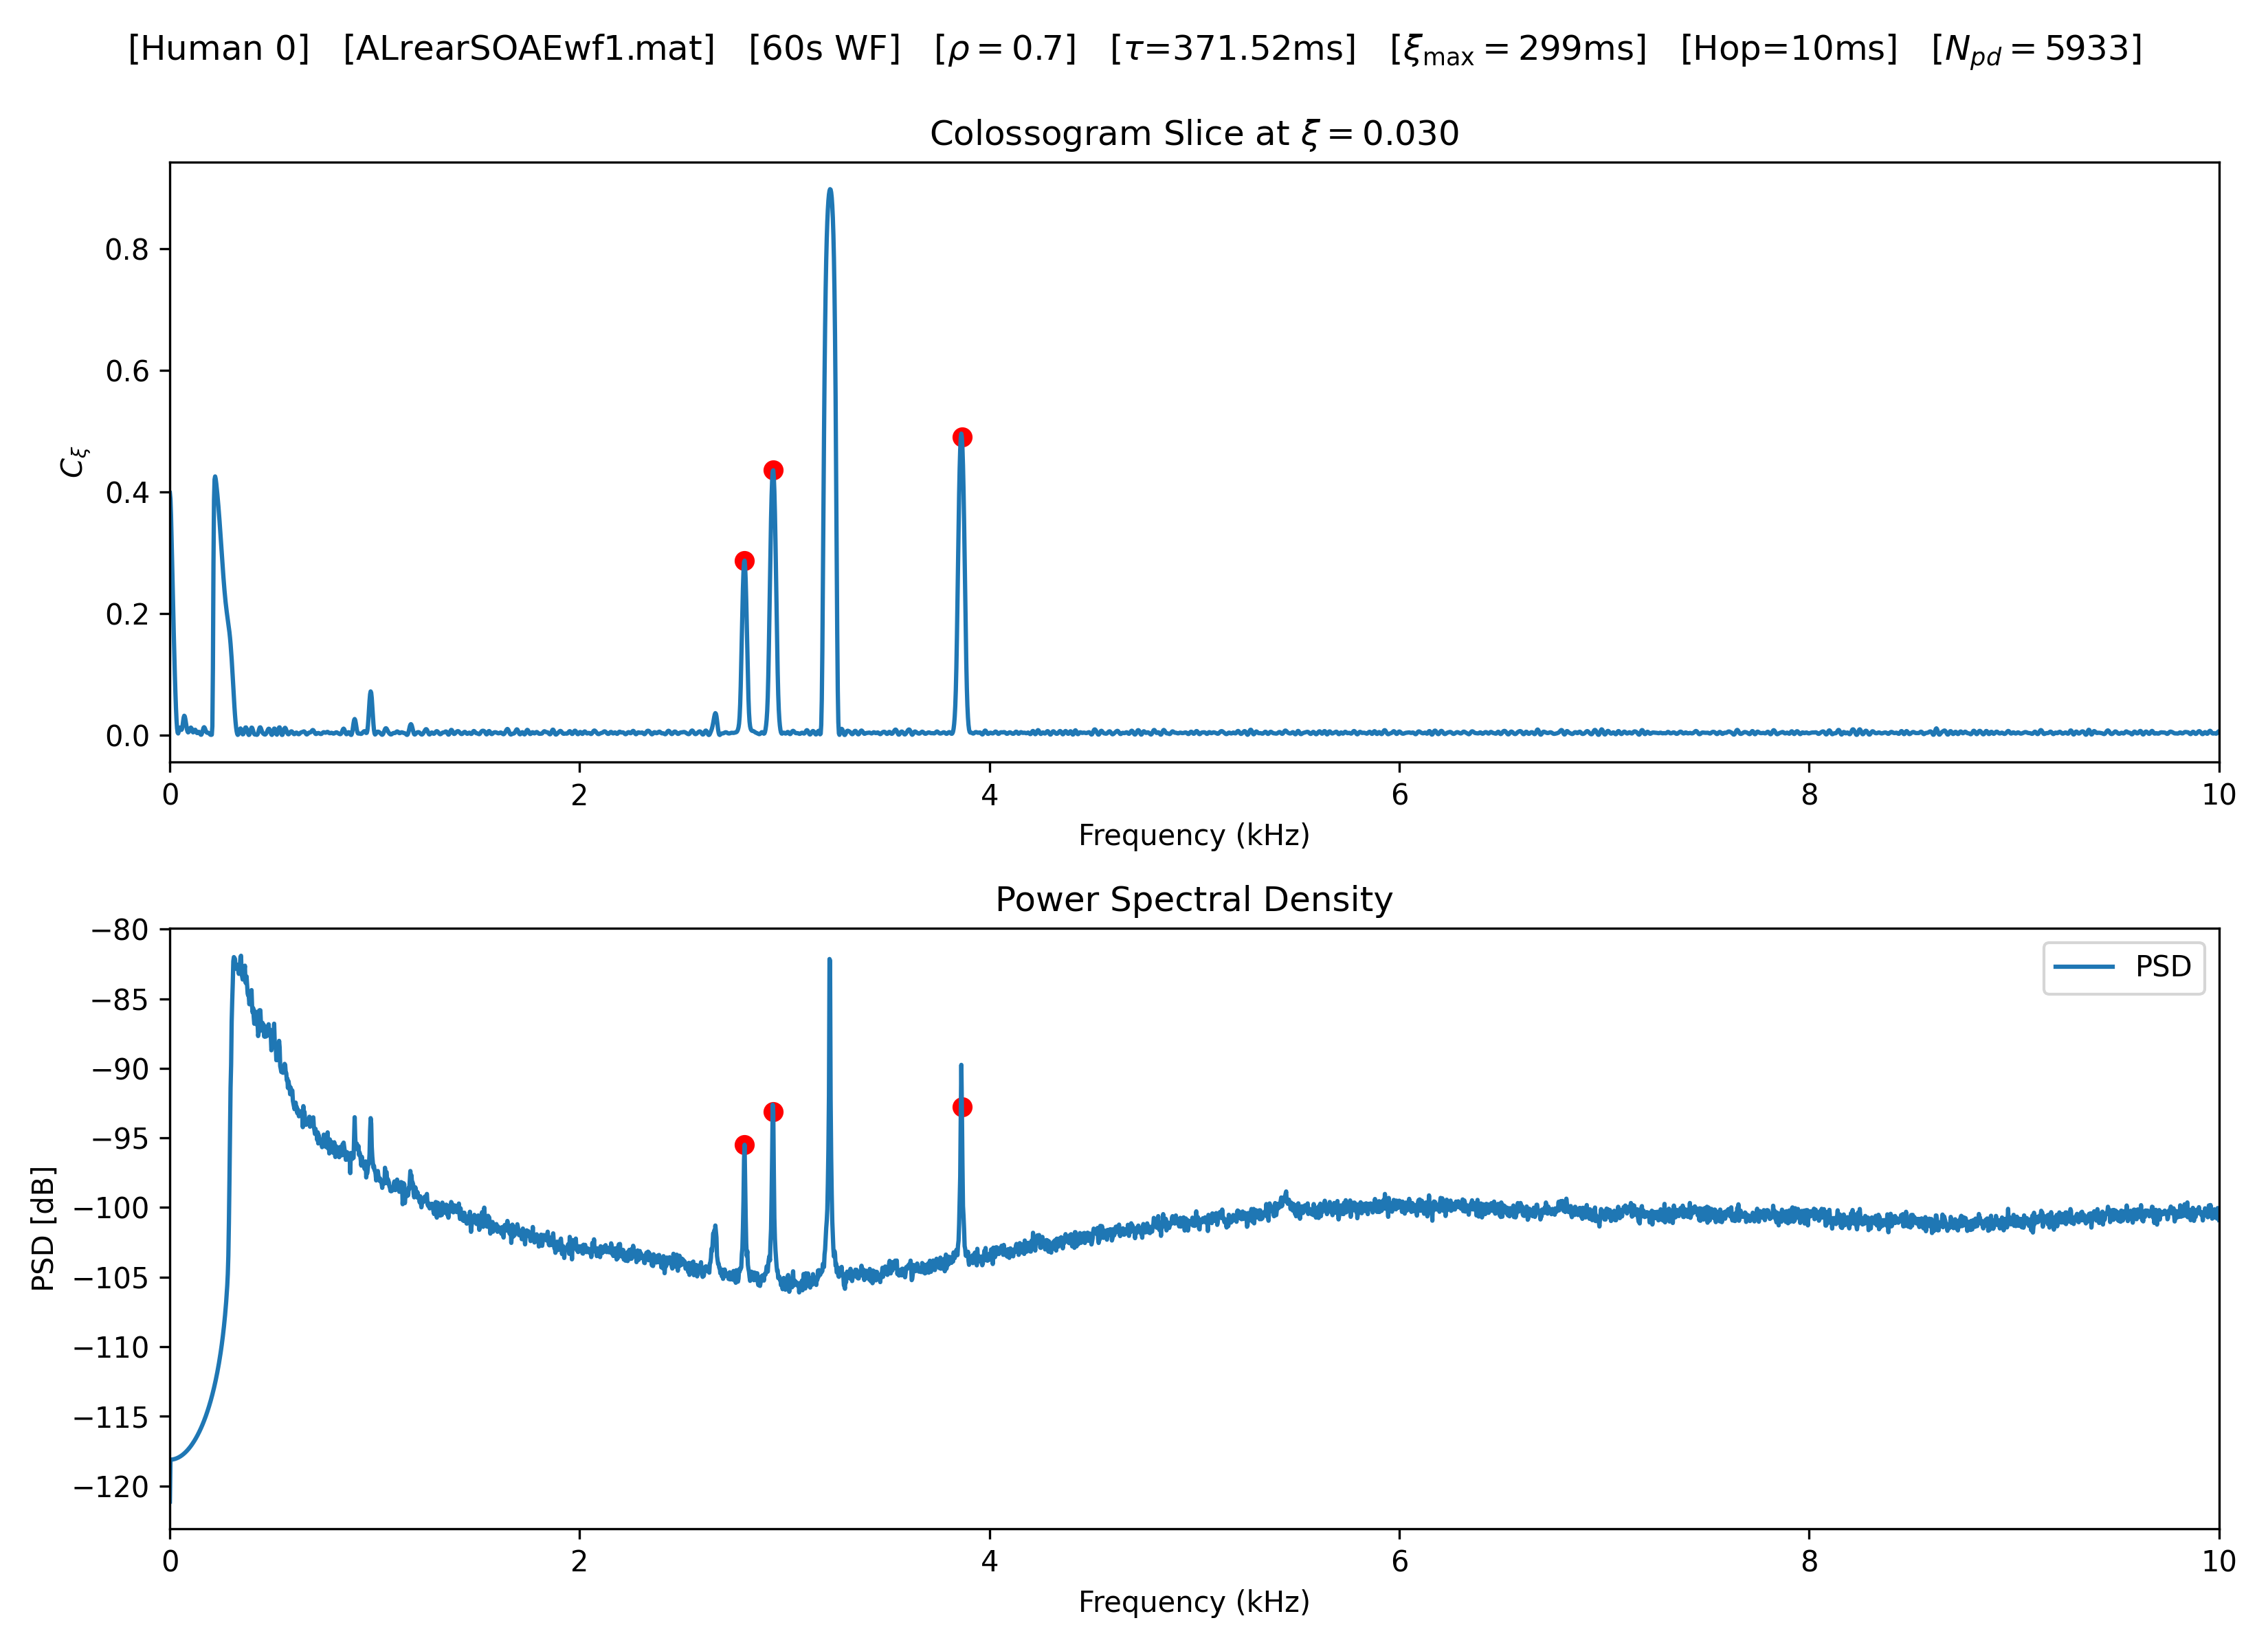 [Human 0] [ALrearSOAEwf1.mat] [60s WF] [ρ = 0.7] [τ=371.52ms] [ξmax = 299ms] [Hop=10ms] [Npd = 5933]
Colossogram Slice at ξ = 0.030
0.8
0.6
0.4
0.2
0.0
Cξ
0 2 4 6 8 10
Frequency (kHz)
Power Spectral Density
−80
−85
−90
−95
−100
−105
−110
−115
−120
PSD [dB]
PSD
0 2 4 6 8 10
Frequency (kHz)